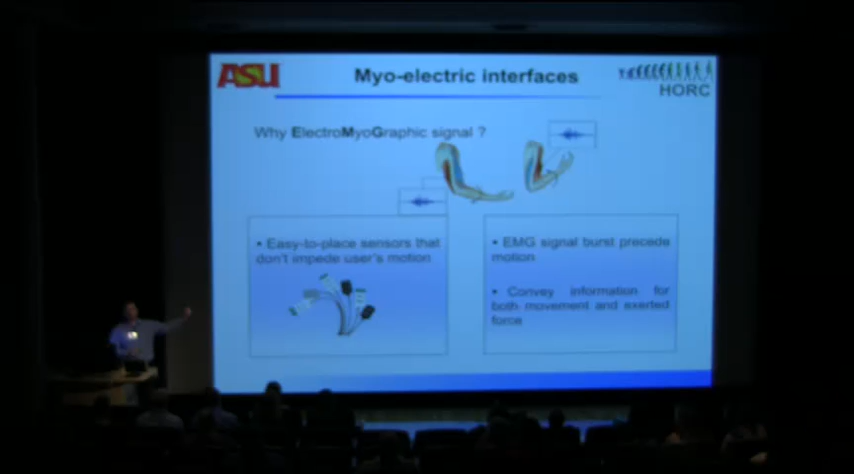 ASU
Myo-electric interfaces
HORC
Why ElectroMyoGraphic signal ?
• Easy-to-place sensors that
don't impede user's motion
• EMG signal burst precede
motion
• Convey information for
both movement and exerted
force